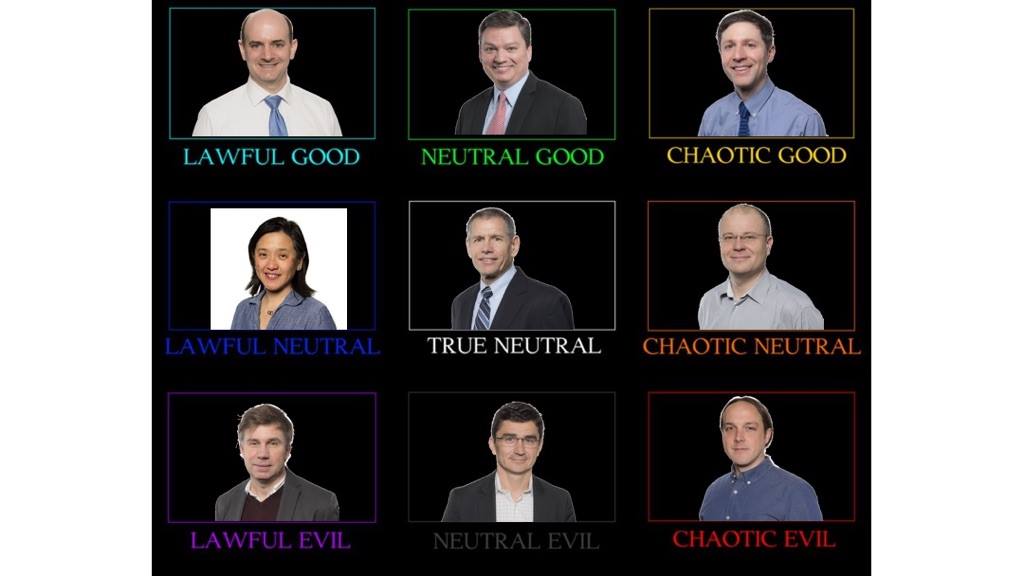 LAWFUL GOOD
NEUTRAL GOOD
CHAOTIC GOOD
LAWFUL NEUTRAL
TRUE NEUTRAL
CHAOTIC NEUTRAL
LAWFUL EVIL
NEUTRAL EVIL
CHAOTIC EVIL